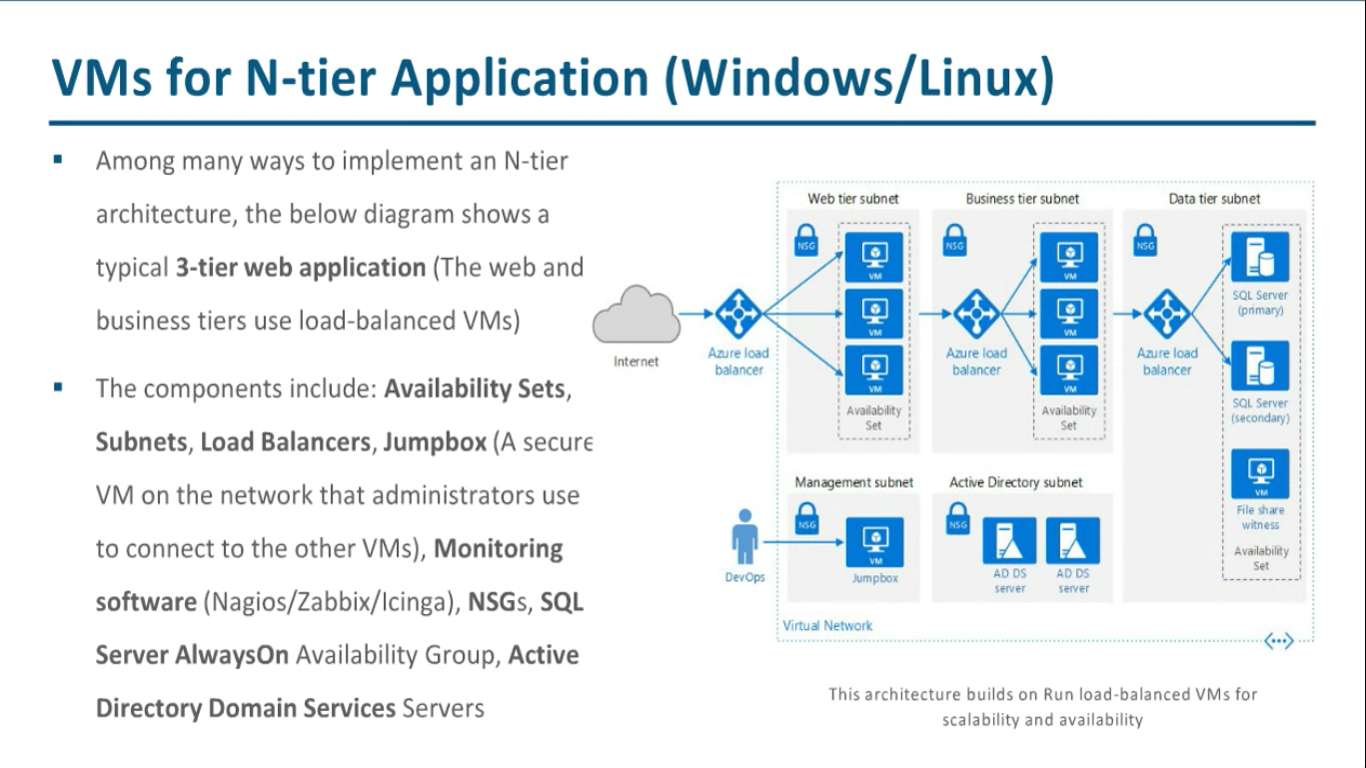 VMs for N-tier Application (Windows/Linux)
▪ Among many ways to implement an N-tier
architecture, the below diagram shows a
typical 3-tier web application (The web and
business tiers use load-balanced VMs)
▪ The components include: Availability Sets,
Subnets, Load Balancers, Jumpbox (A secure
VM on the network that administrators use
to connect to the other VMs), Monitoring
software (Nagios/Zabbix/Icinga), NSGs, SQL
Server AlwaysOn Availability Group, Active
Directory Domain Services Servers
Internet
Azure load
balancer
Web tier subnet
NSG
VM
VM
VM
Availability
Set
Business tier subnet
NSG
Azure load
balancer
VM
VM
VM
Availability
Set
Data tier subnet
NSG
Azure load
balancer
SQL Server
(primary)
SQL Server
(secondary)
VM
File share
witness
Availability
Set
DevOps
Management subnet
NSG
VM
Jumpbox
Active Directory subnet
NSG
AD DS
server
AD DS
server
Virtual Network
This architecture builds on Run load-balanced VMs for
scalability and availability